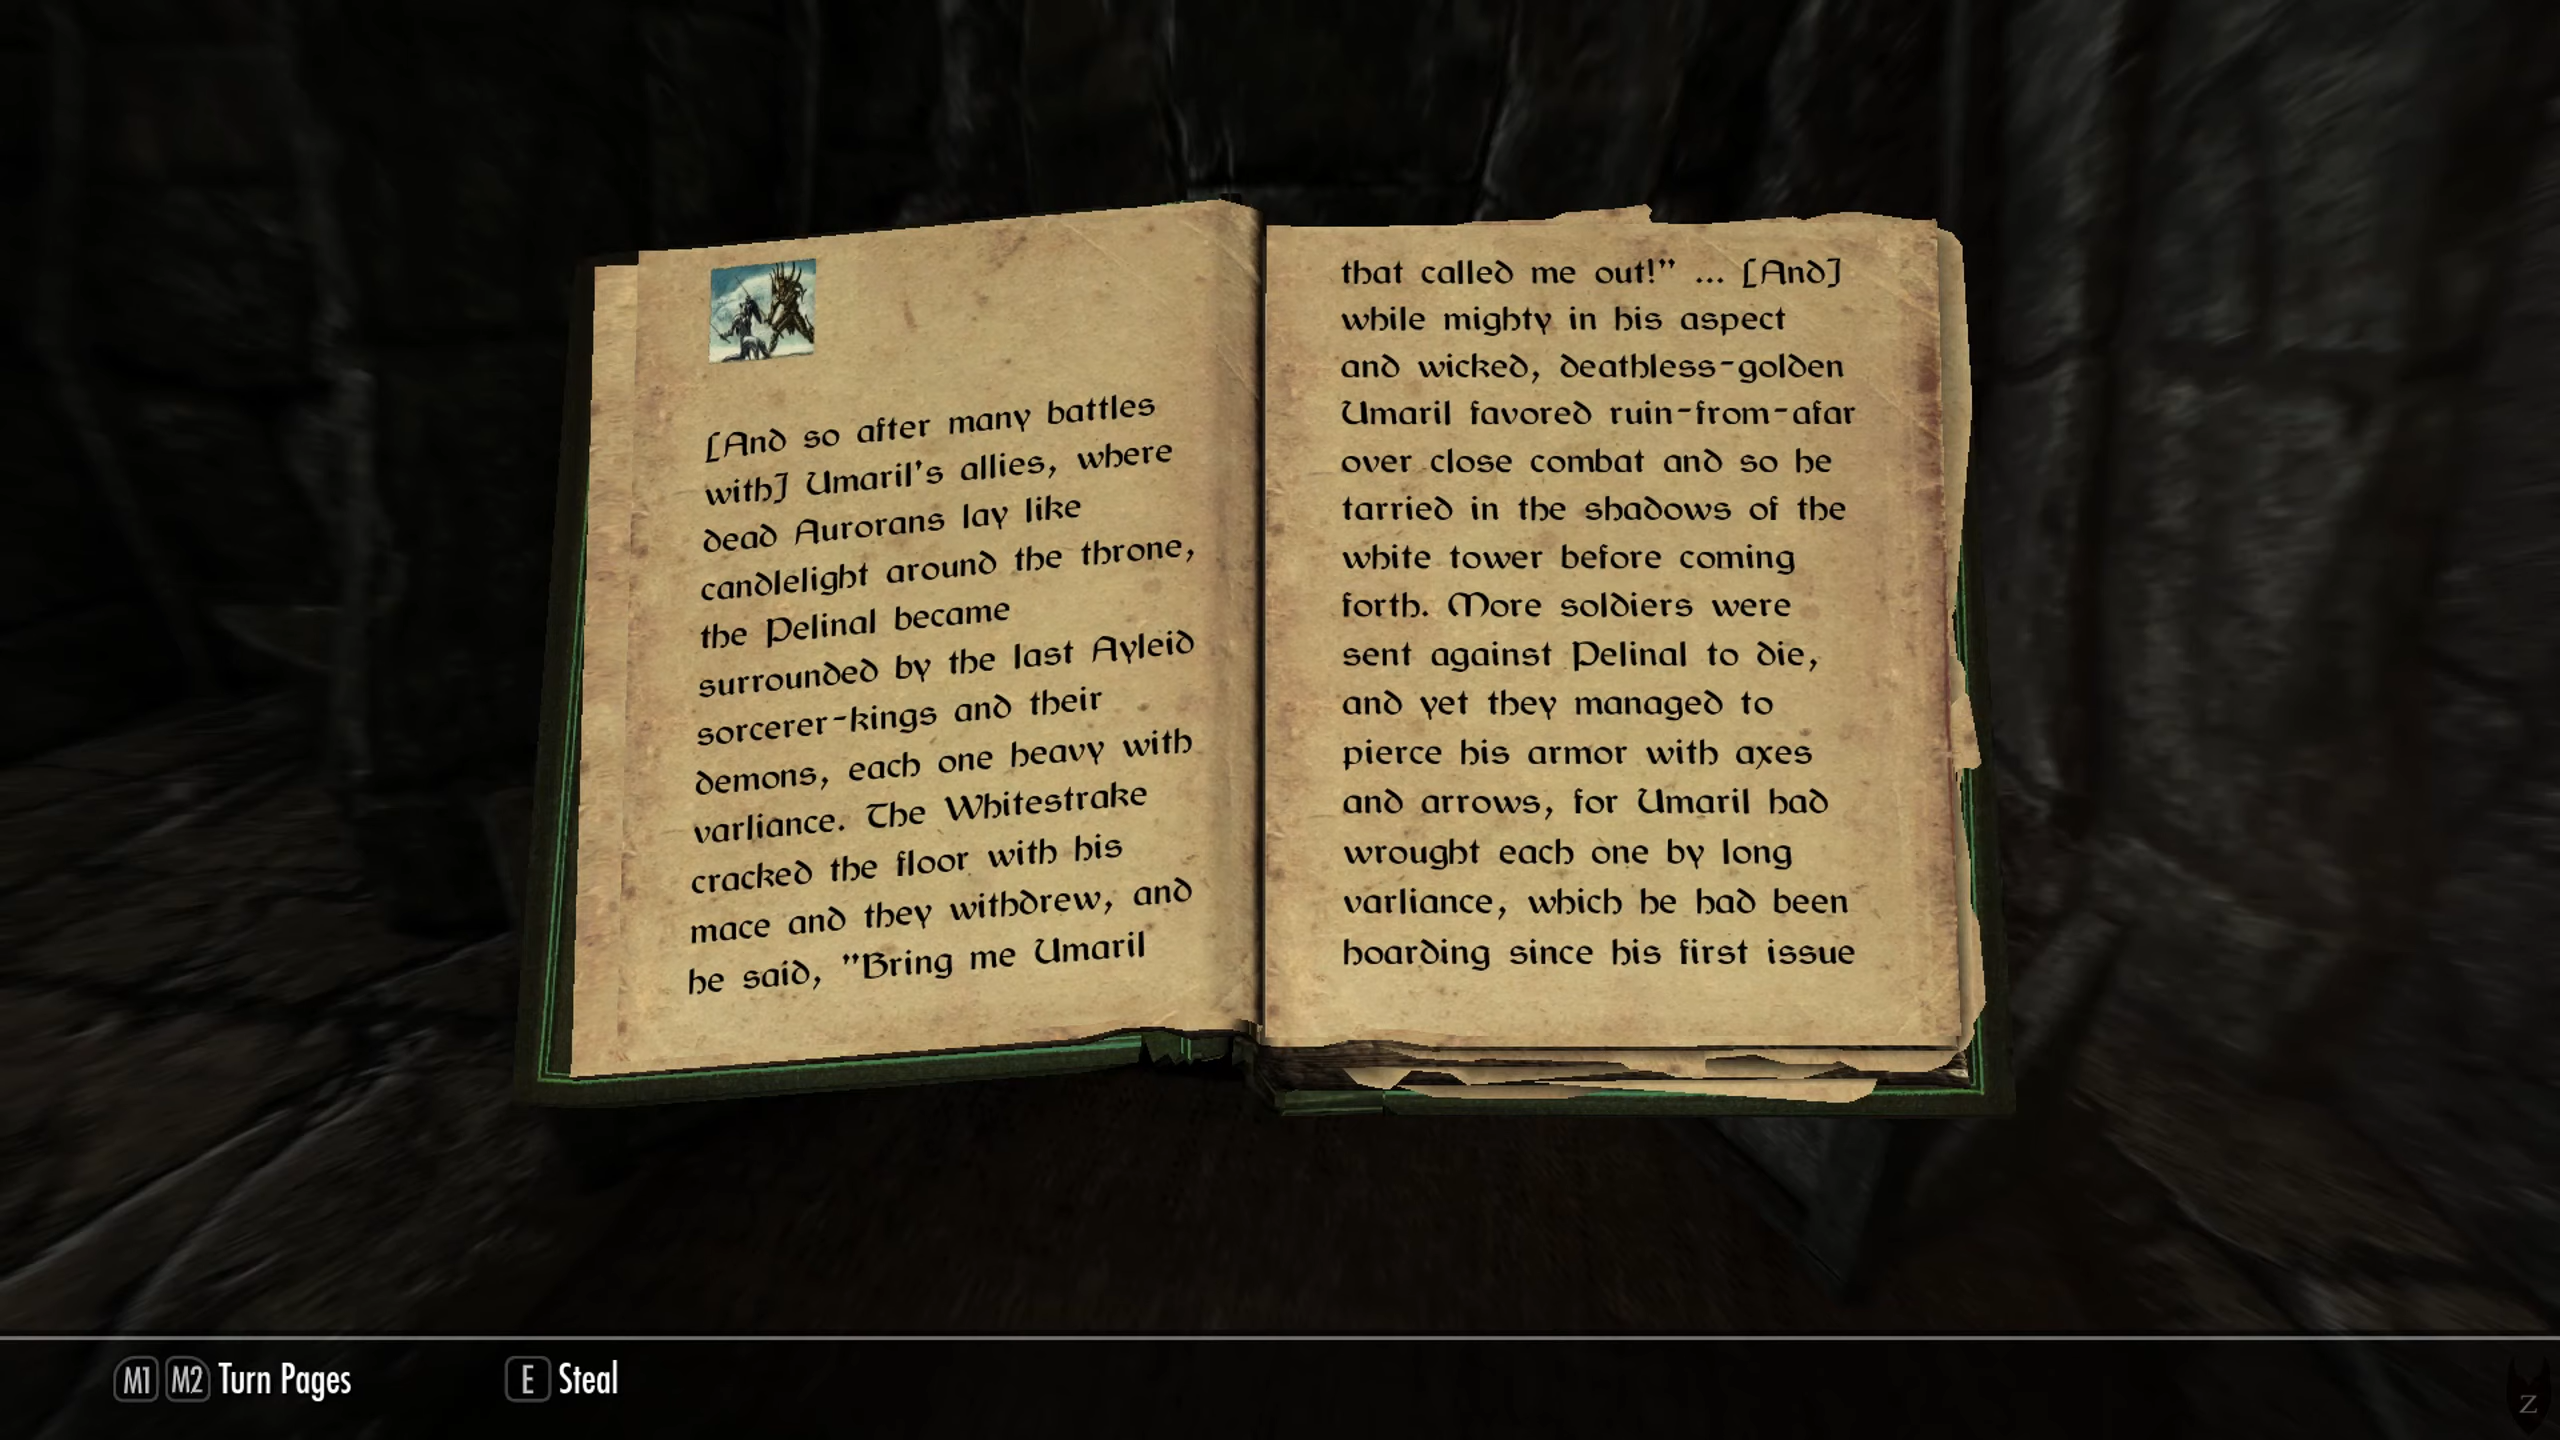 [And so after many battles
with] Umaril's allies, where
dead Aurorans lay like
candlelight around the throne,
the Pelinal became
surrounded by the last Ayleid
sorcerer-kings and their
demons, each one heavy with
varliance. The Whitestrake
cracked the floor with his
mace and they withdrew, and
he said, "Bring me Umaril
that called me out!" ... [And]
while mighty in his aspect
and wicked, deathless-golden
Umaril favored ruin-from-afar
over close combat and so he
tarried in the shadows of the
white tower before coming
forth. More soldiers were
sent against Pelinal to die,
and yet they managed to
pierce his armor with axes
and arrows, for Umaril had
wrought each one by long
varliance, which he had been
hoarding since his first issue
M1 M2 Turn Pages
E Steal
Z